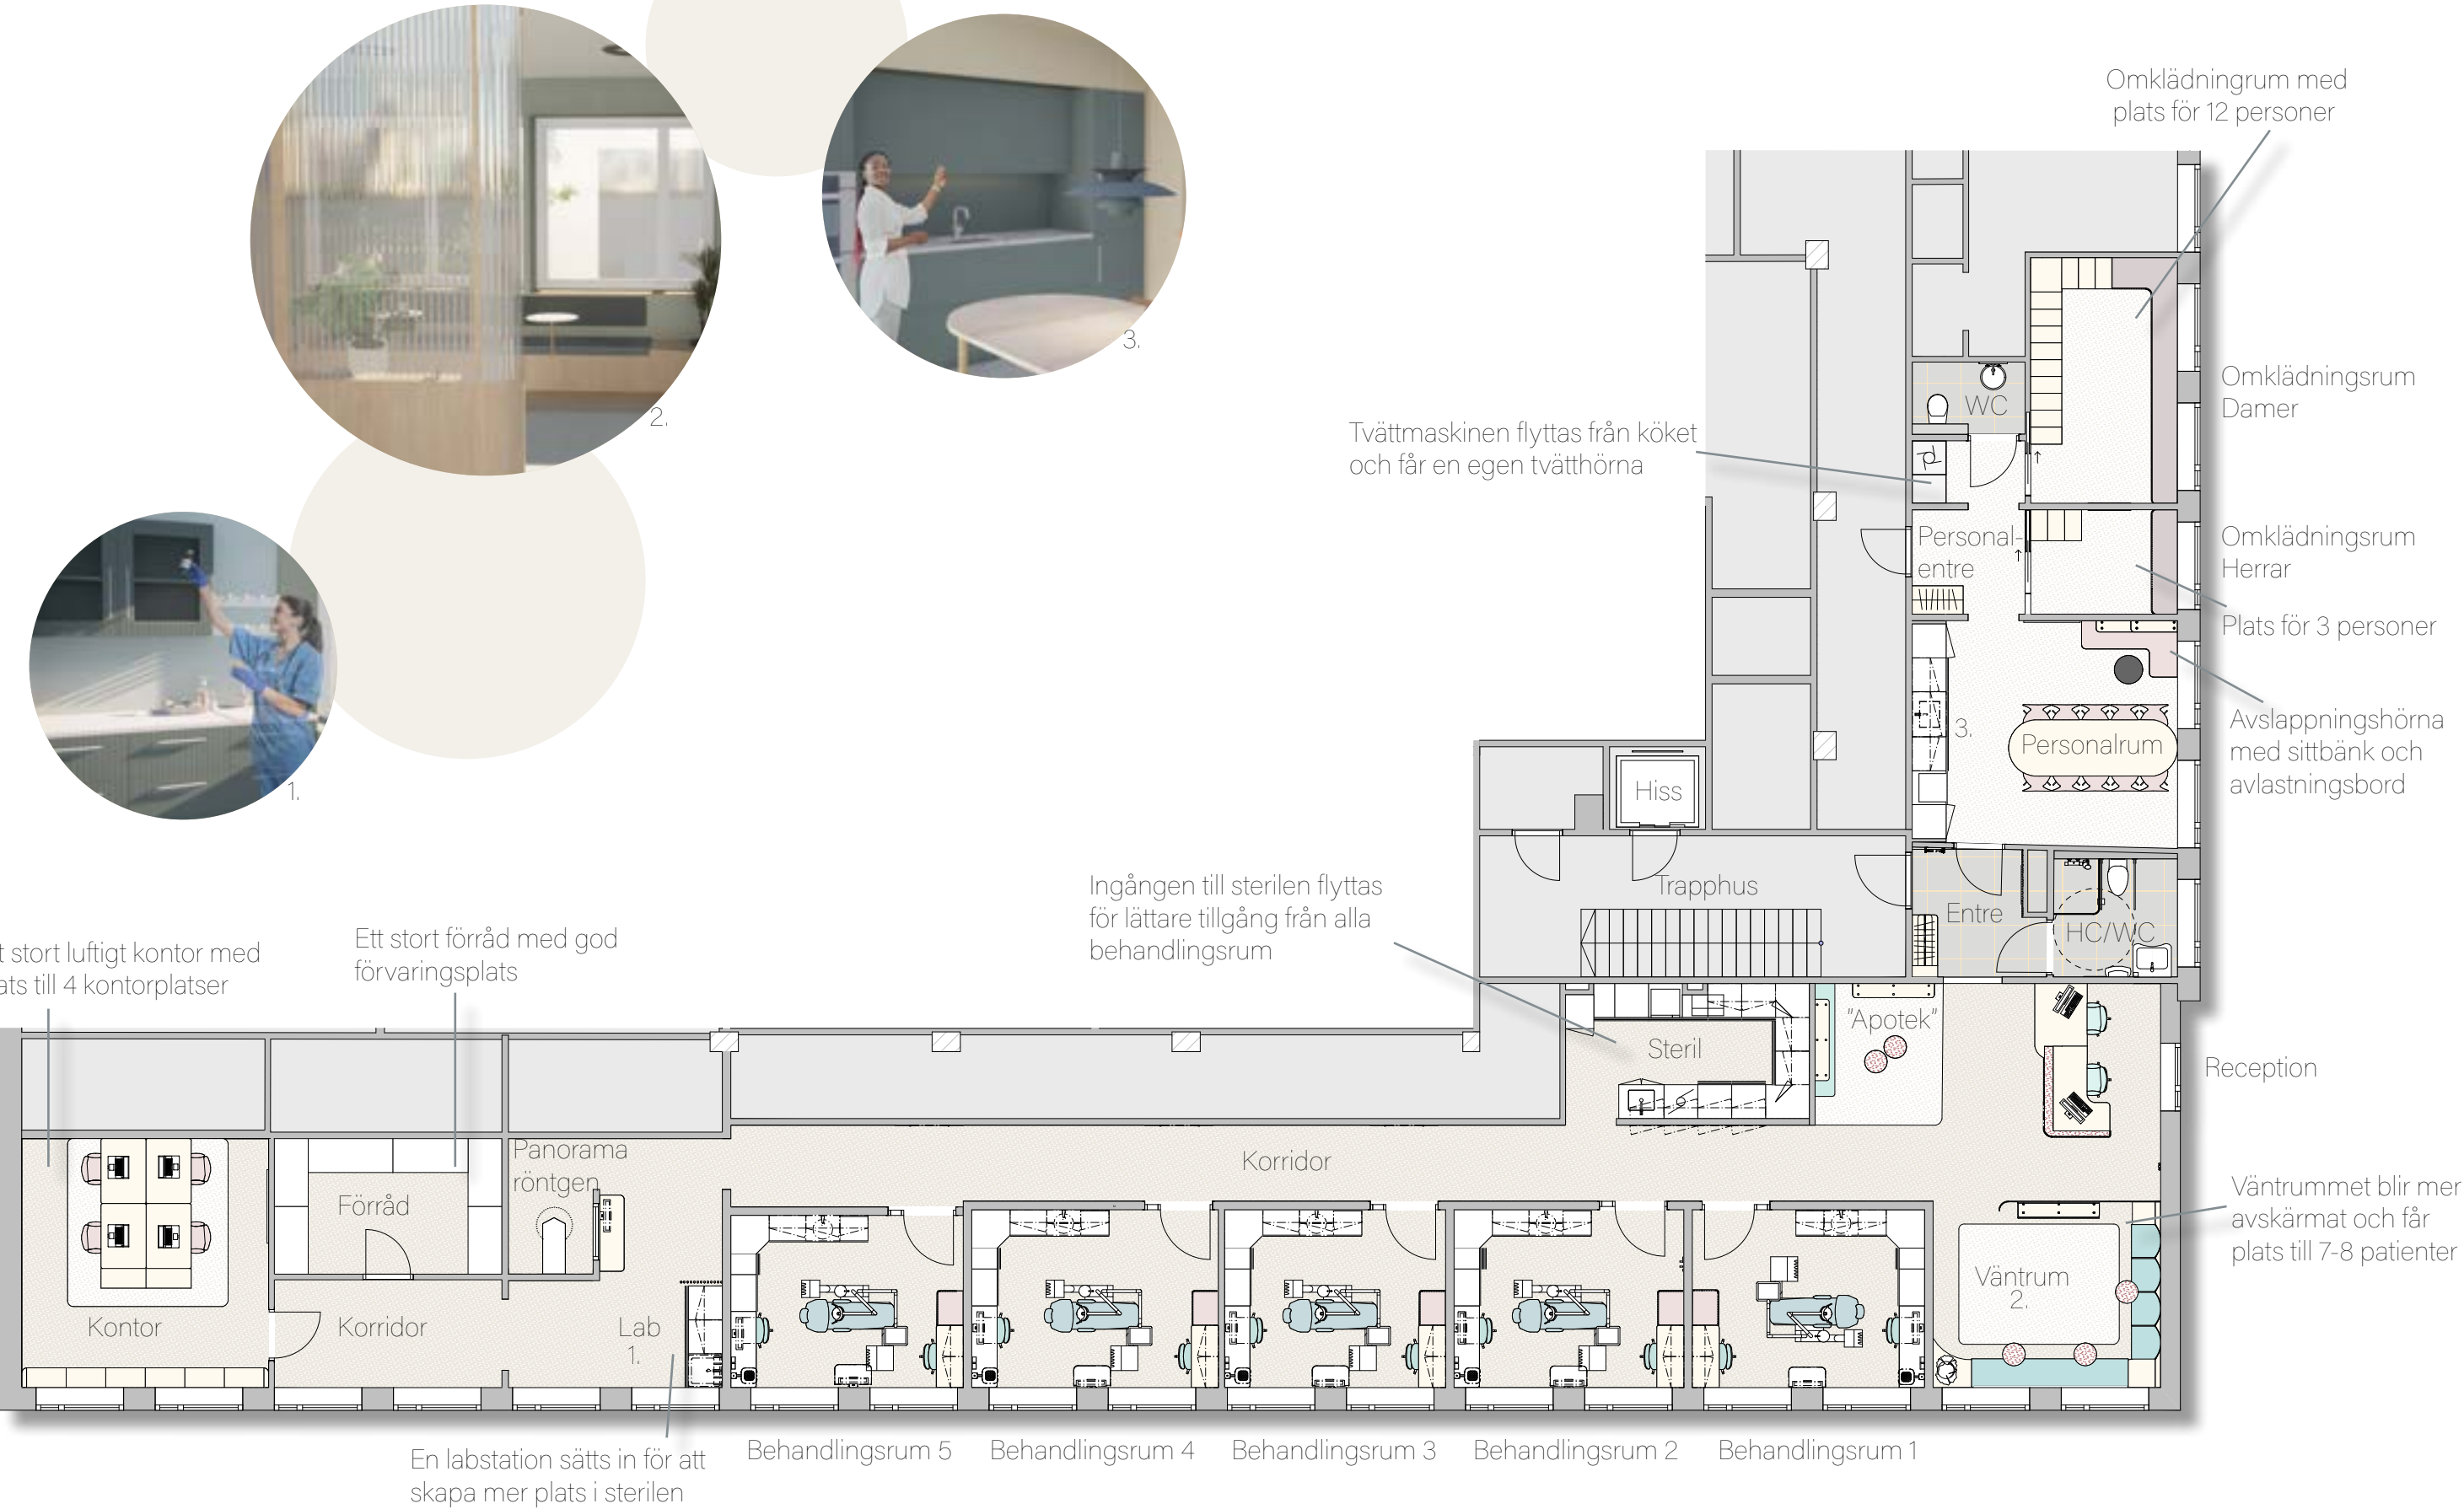 Omklädningrum med
plats för 12 personer
3.
2.
Omklädningsrum
Damer
WC
Tvättmaskinen flyttas från köket
och får en egen tvätthörna
Personal-
entre
Omklädningsrum
Herrar
Plats för 3 personer
1.
3.
Personalrum
Avslappningshörna
med sittbänk och
avlastningsbord
Hiss
Trapphus
Ingången till sterilen flyttas
för lättare tillgång från alla
behandlingsrum
Entre
HC/WC
t stort luftigt kontor med
ats till 4 kontorplatser
Ett stort förråd med god
förvaringsplats
"Apotek"
Steril
Reception
Panorama
röntgen
Korridor
Förråd
Väntrummet blir mer
avskärmat och får
plats till 7-8 patienter
Väntrum
2.
Kontor
Korridor
Lab
1.
En labstation sätts in för att
skapa mer plats i sterilen
Behandlingsrum 5
Behandlingsrum 4
Behandlingsrum 3
Behandlingsrum 2
Behandlingsrum 1